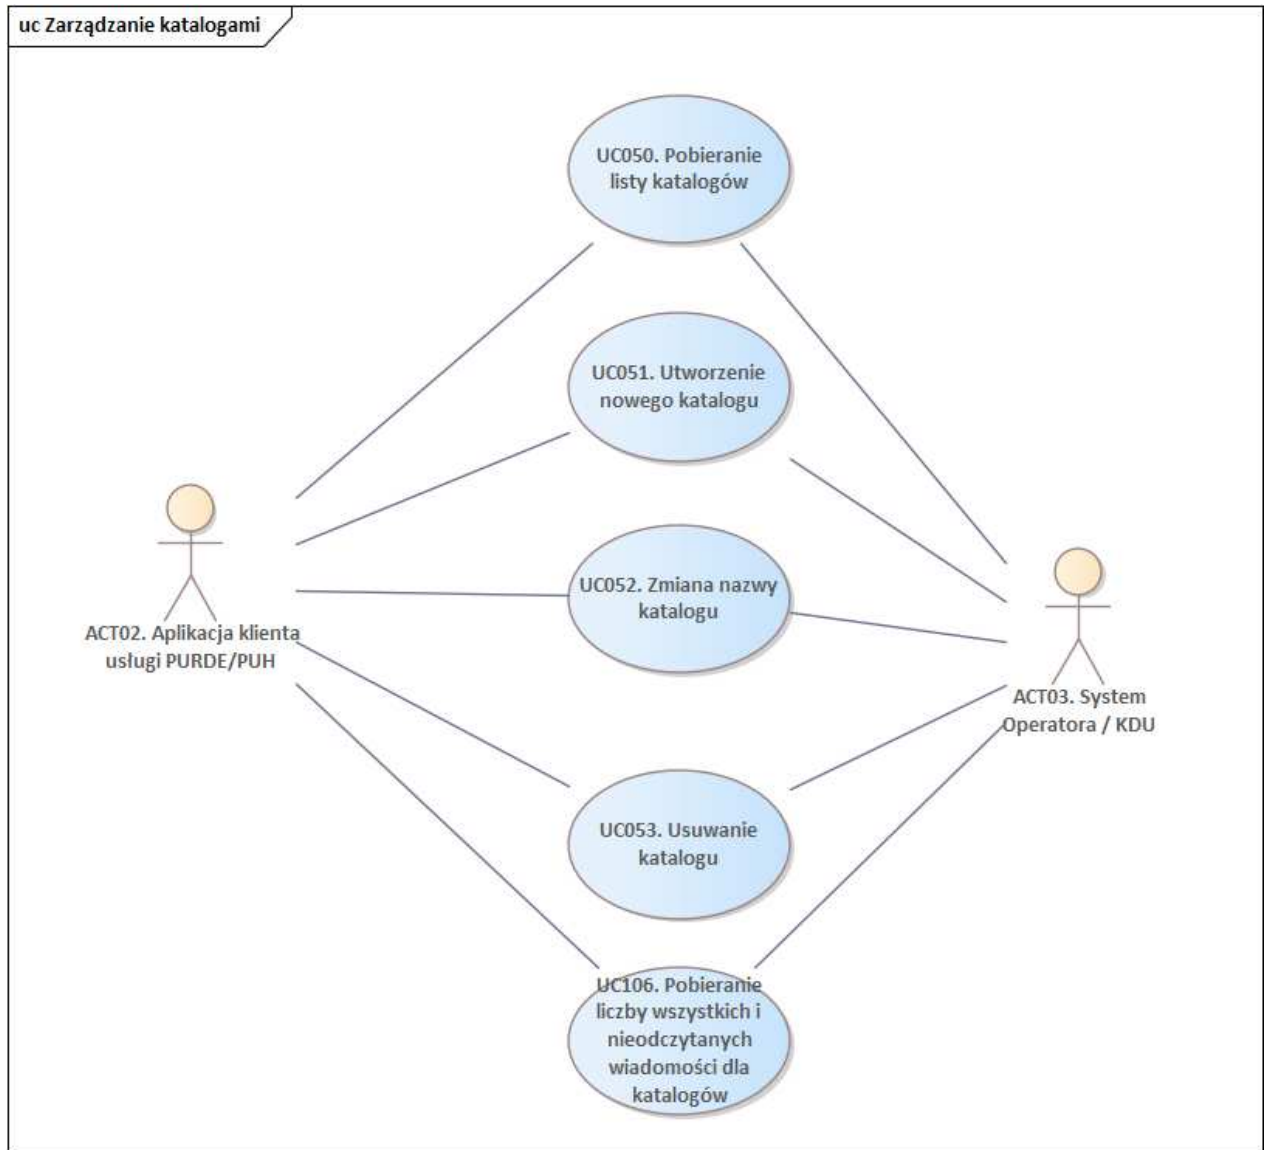 uc Zarządzanie katalogami
UC050. Pobieranie
listy katalogów
UC051. Utworzenie
nowego katalogu
UC052. Zmiana nazwy
katalogu
ACT02. Aplikacja klienta
usługi PURDE/PUH
ACT03. System
Operatora / KDU
UC053. Usuwanie
katalogu
UC106. Pobieranie
liczby wszystkich i
nieodczytanych
wiadomości dla
katalogów